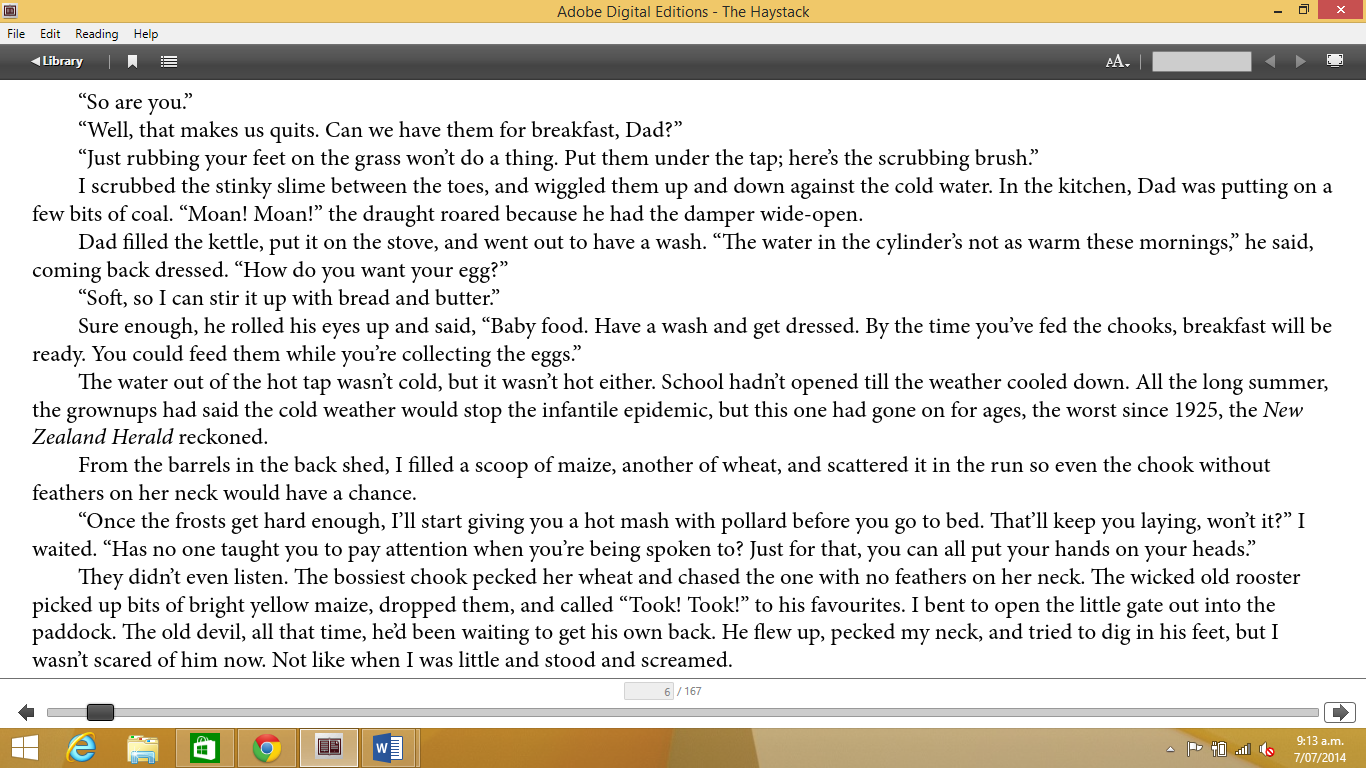 Adobe Digital Editions - The Haystack
File Edit Reading Help
Library
AA
“So are you.”
“Well, that makes us quits. Can we have them for breakfast, Dad?”
“Just rubbing your feet on the grass won’t do a thing. Put them under the tap; here’s the scrubbing brush.”
I scrubbed the stinky slime between the toes, and wiggled them up and down against the cold water. In the kitchen, Dad was putting on a
few bits of coal. “Moan! Moan!” the draught roared because he had the damper wide-open.
Dad filled the kettle, put it on the stove, and went out to have a wash. “The water in the cylinder’s not as warm these mornings,” he said,
coming back dressed. “How do you want your egg?”
“Soft, so I can stir it up with bread and butter.”
Sure enough, he rolled his eyes up and said, “Baby food. Have a wash and get dressed. By the time you’ve fed the chooks, breakfast will be
ready. You could feed them while you’re collecting the eggs.”
The water out of the hot tap wasn’t cold, but it wasn’t hot either. School hadn’t opened till the weather cooled down. All the long summer,
the grownups had said the cold weather would stop the infantile epidemic, but this one had gone on for ages, the worst since 1925, the New
Zealand Herald reckoned.
From the barrels in the back shed, I filled a scoop of maize, another of wheat, and scattered it in the run so even the chook without
feathers on her neck would have a chance.
“Once the frosts get hard enough, I’ll start giving you a hot mash with pollard before you go to bed. That’ll keep you laying, won’t it?” I
waited. “Has no one taught you to pay attention when you’re being spoken to? Just for that, you can all put your hands on your heads.”
They didn’t even listen. The bossiest chook pecked her wheat and chased the one with no feathers on her neck. The wicked old rooster
picked up bits of bright yellow maize, dropped them, and called “Took! Took!” to his favourites. I bent to open the little gate out into the
paddock. The old devil, all that time, he’d been waiting to get his own back. He flew up, pecked my neck, and tried to dig in his feet, but I
wasn’t scared of him now. Not like when I was little and stood and screamed.
6 / 167
9:13 a.m.
7/07/2014